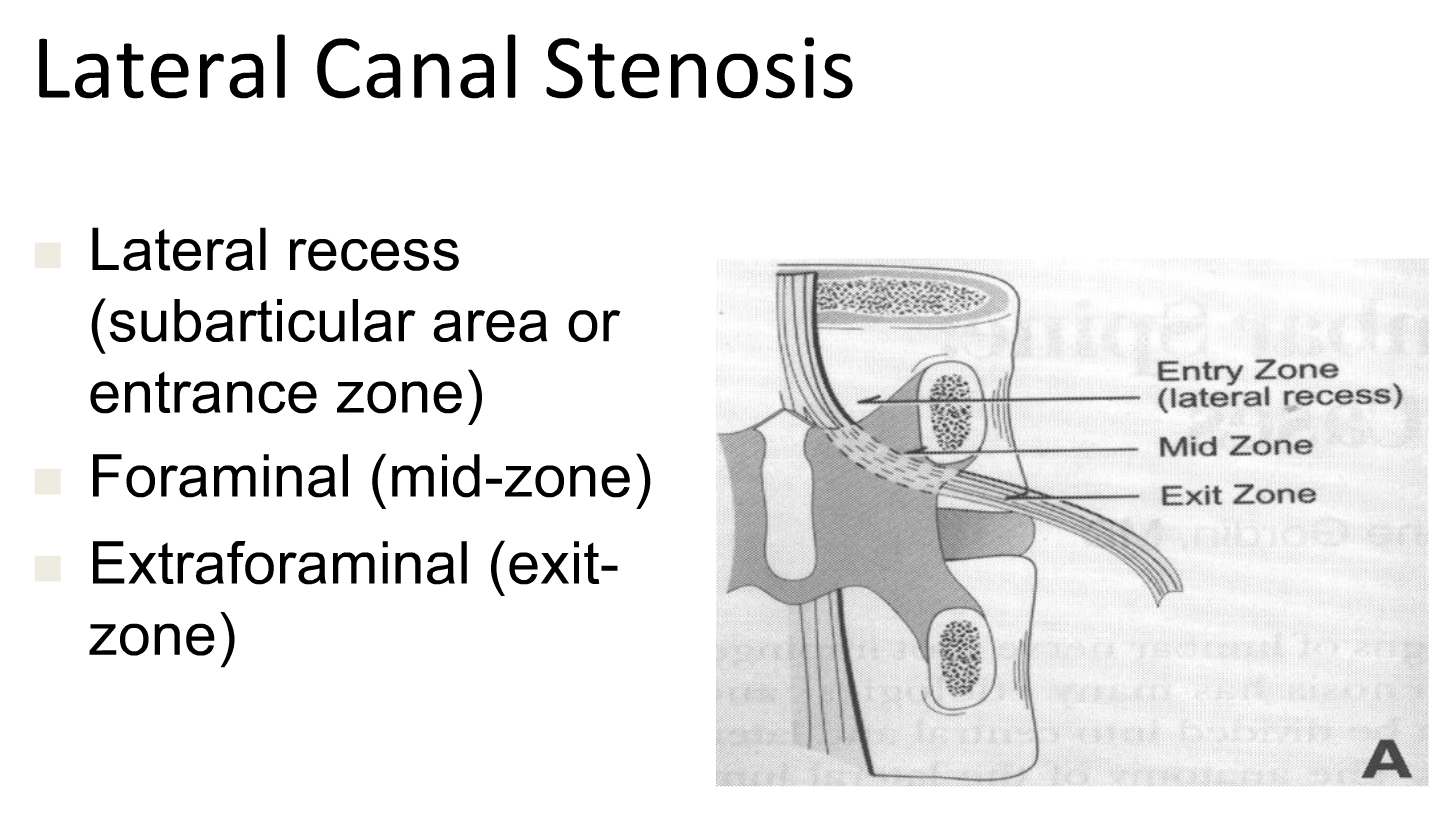 Lateral Canal Stenosis
Lateral recess
(subarticular area or
entrance zone)
Foraminal (mid-zone)
Extraforaminal (exit-
zone)
Entry Zone
(lateral recess)
Mid Zone
Exit Zone
A